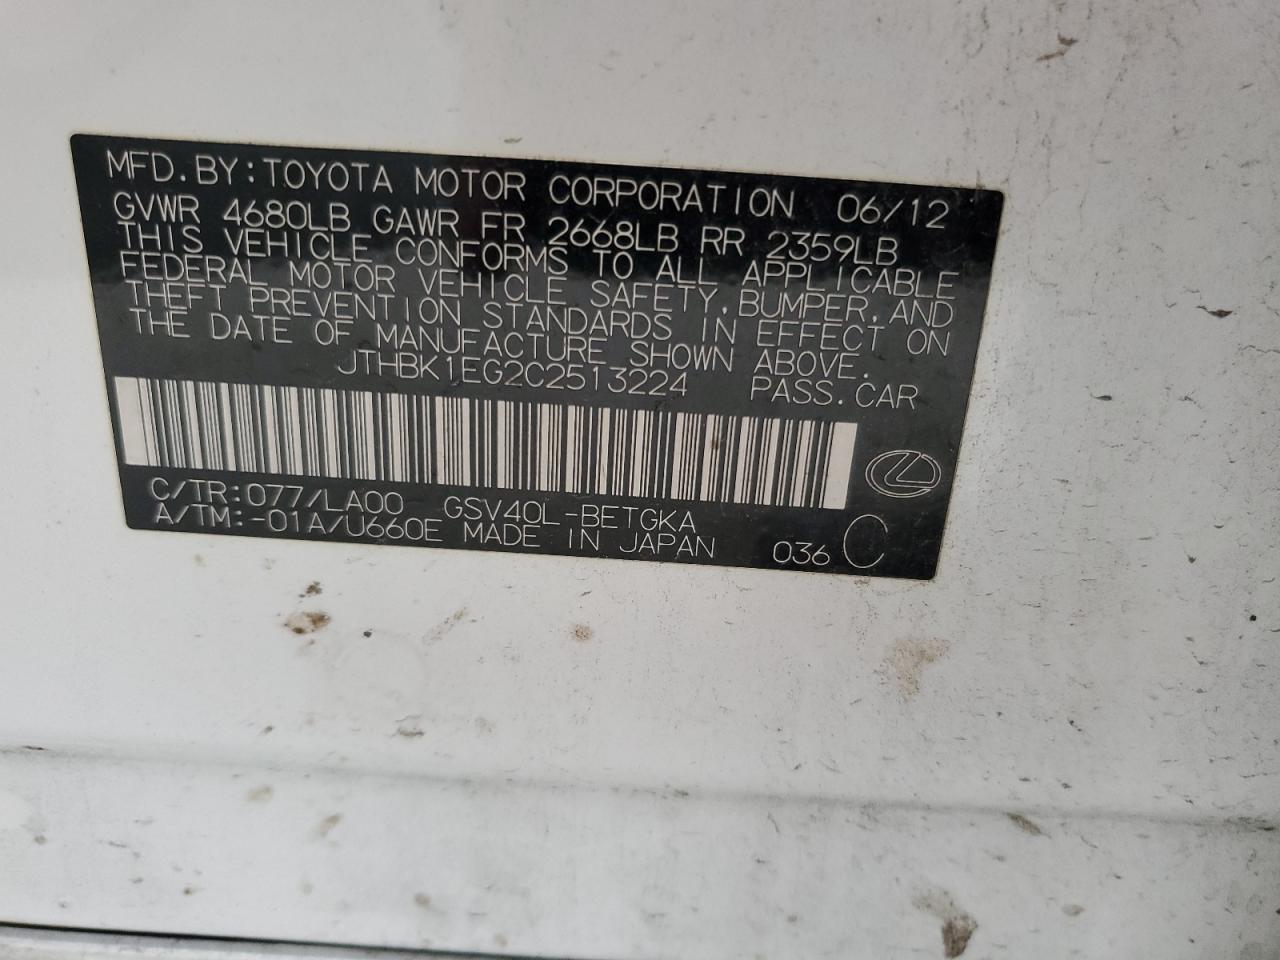 MFD.BY:TOYOTA MOTOR CORPORATION 06/12
GVWR 4680LB GAWR FR 2668LB RR 2359LB
THIS VEHICLE CONFORMS TO ALL APPLICABLE
FEDERAL MOTOR VEHICLE SAFETY,BUMPER,AND
THEFT PREVENTION STANDARDS IN EFFECT ON
THE DATE OF MANUFACTURE SHOWN ABOVE.
JTHBK1EG2C2513224 PASS.CAR
C/TR:077/LA00 GSV40L-BETGKA
A/TM:-01A/U660E MADE IN JAPAN 036 C